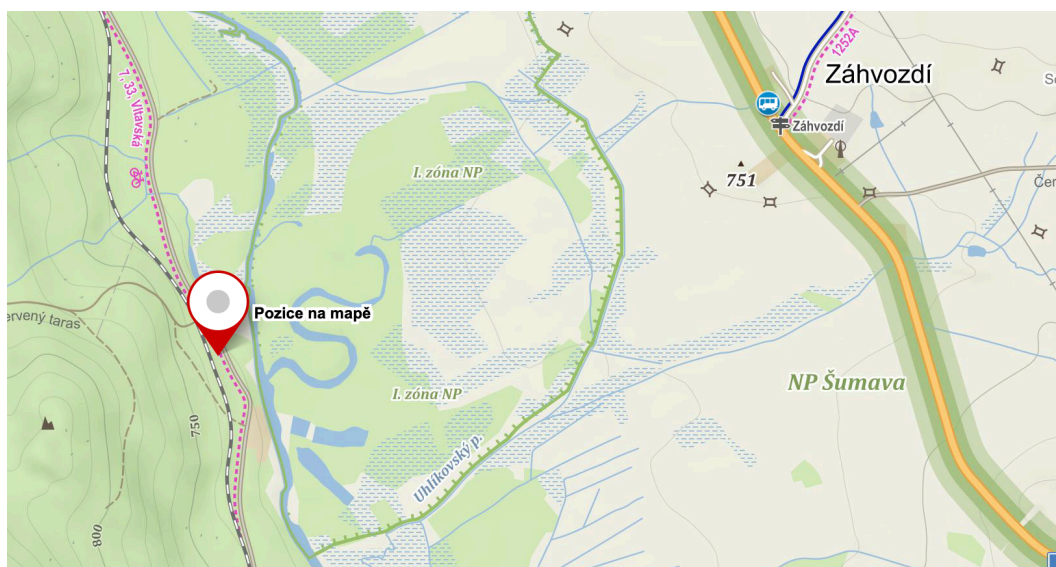 7, 33, Vltavská
1252A
Záhvozdí
Záhvozdí
I. zóna NP
751
Pozice na mapě
ervený taras
I. zóna NP
NP Šumava
750
Uhlíkovský p.
800